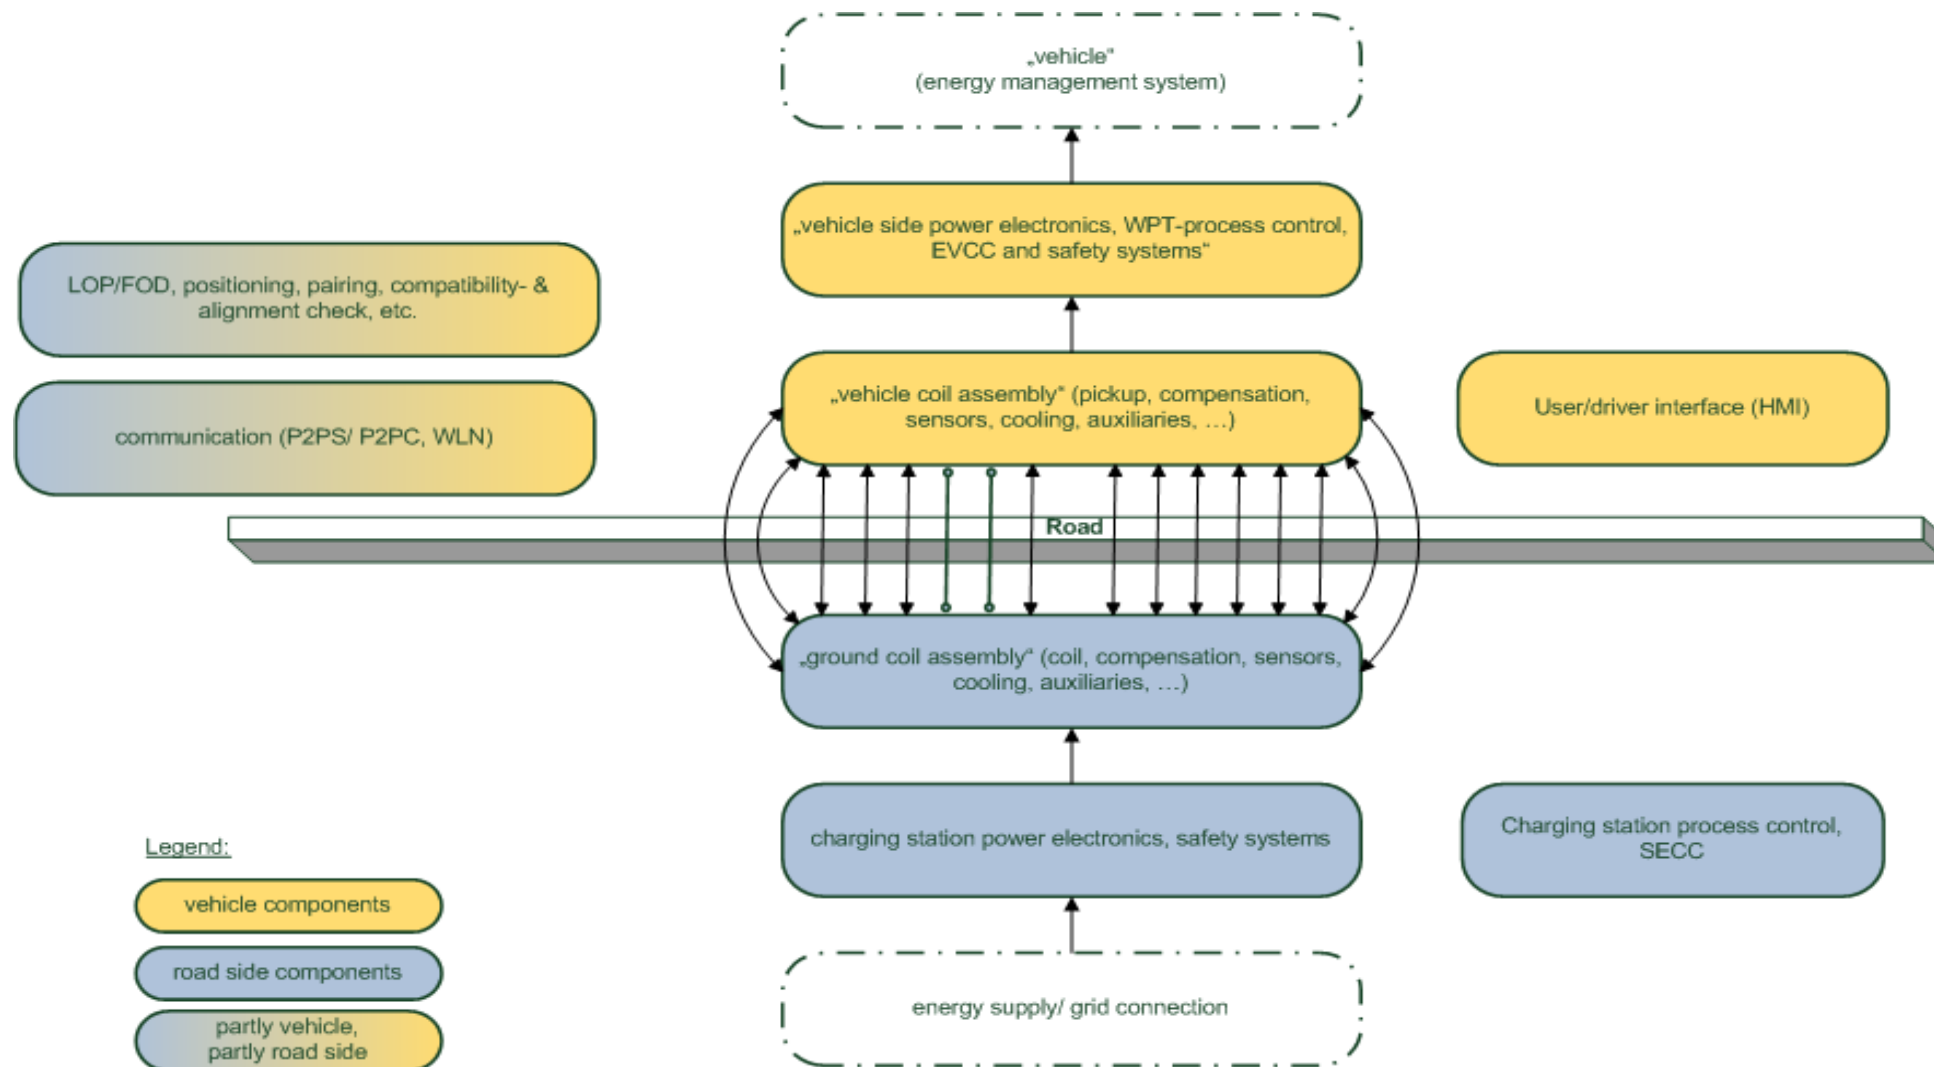 „vehicle“
(energy management system)
„vehicle side power electronics, WPT-process control,
EVCC and safety systems“
LOP/FOD, positioning, pairing, compatibility- &
alignment check, etc.
„vehicle coil assembly“ (pickup, compensation,
sensors, cooling, auxiliaries, …)
User/driver interface (HMI)
communication (P2PS/ P2PC, WLN)
Road
„ground coil assembly“ (coil, compensation, sensors,
cooling, auxiliaries, …)
charging station power electronics, safety systems
Charging station process control,
SECC
Legend:
vehicle components
road side components
partly vehicle,
partly road side
energy supply/ grid connection